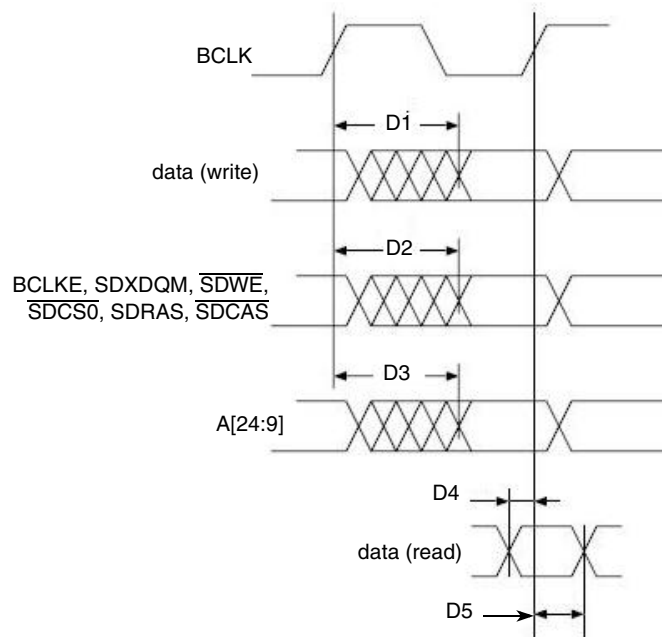 BCLK
D1
data (write)
D2
BCLKE, SDXDQM, SDWE,
SDCS0, SDRAS, SDCAS
D3
A[24:9]
D4
data (read)
D5